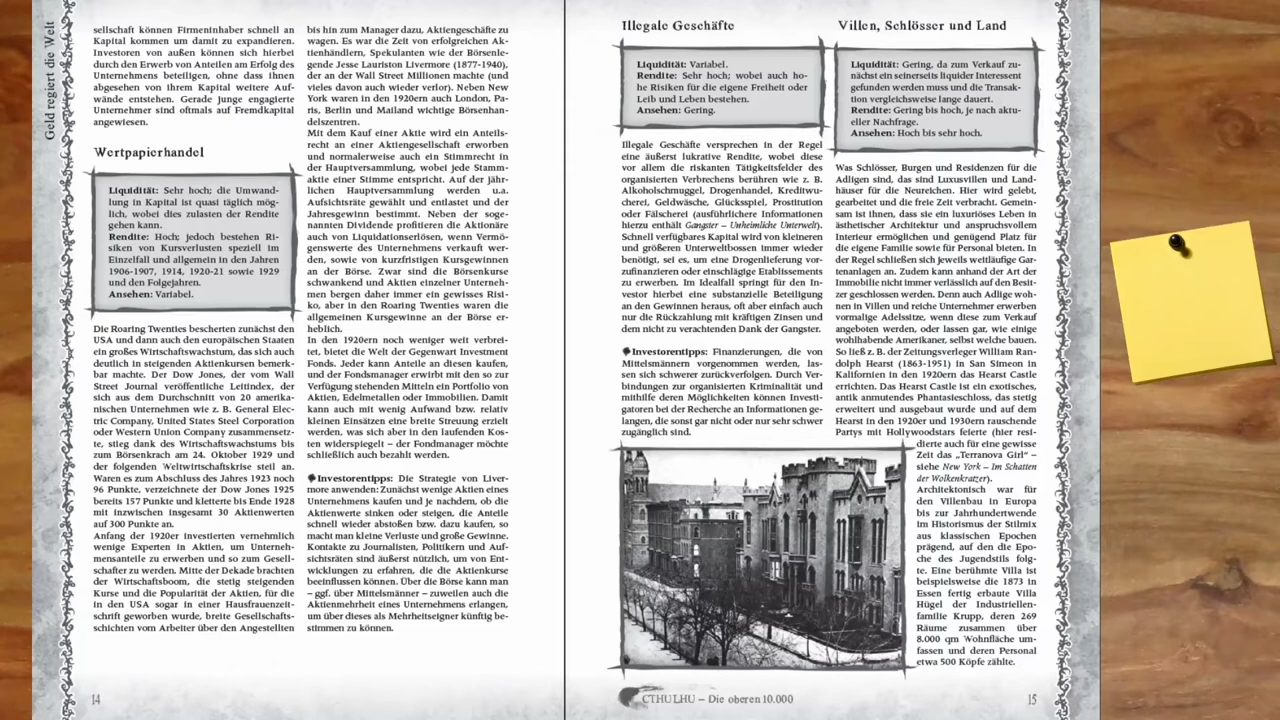 Geld regiert die Welt
sellschaft können Firmeninhaber schnell an
Kapital kommen um damit zu expandieren.
Investoren von außen können sich hierbei
durch den Erwerb von Anteilen am Erfolg des
Unternehmens beteiligen, ohne dass ihnen
abgesehen von ihrem Kapital weitere Auf-
wände entstehen. Gerade junge engagierte
Unternehmer sind oftmals auf Fremdkapital
angewiesen.
Wertpapierhandel
Liquidität: Sehr hoch; die Umwand-
lung in Kapital ist quasi täglich mög-
lich, wobei dies zulasten der Rendite
gehen kann.
Rendite: Hoch; jedoch bestehen Ri-
siken von Kursverlusten speziell im
Einzelfall und allgemein in den Jahren
1906-1907, 1914, 1920-21 sowie 1929
und den Folgejahren.
Ansehen: Variabel.
Die Roaring Twenties bescherten zunächst den
USA und dann auch den europäischen Staaten
ein großes Wirtschaftswachstum, das sich auch
deutlich in steigenden Aktienkursen bemerk-
bar machte. Der Dow Jones, der vom Wall
Street Journal veröffentliche Leitindex, der
sich aus dem Durchschnitt von 20 amerika-
nischen Unternehmen wie z. B. General Elec-
tric Company, United States Steel Corporation
oder Western Union Company zusammensetz-
te, stieg dank des Wirtschaftswachstums bis
zum Börsenkrach am 24. Oktober 1929 und
der folgenden Weltwirtschaftskrise steil an.
Waren es zum Abschluss des Jahres 1923 noch
96 Punkte, verzeichnete der Dow Jones 1925
bereits 157 Punkte und kletterte bis Ende 1928
mit inzwischen insgesamt 30 Aktienwerten
auf 300 Punkte an.
Anfang der 1920er investierten vernehmlich
wenige Experten in Aktien, um Unterneh-
mensanteile zu erwerben und so zum Gesell-
schafter zu werden. Mitte der Dekade brachten
der Wirtschaftsboom, die stetig steigenden
Kurse und die Popularität der Aktien, für die
in den USA sogar in einer Hausfrauenzeit-
schrift geworben wurde, breite Gesellschafts-
schichten vom Arbeiter über den Angestellten
bis hin zum Manager dazu, Aktiengeschäfte zu
wagen. Es war die Zeit von erfolgreichen Ak-
tienhändlern, Spekulanten wie der Börsenle-
gende Jesse Lauriston Livermore (1877-1940),
der an der Wall Street Millionen machte (und
vieles davon auch wieder verlor). Neben New
York waren in den 1920ern auch London, Pa-
ris, Berlin und Mailand wichtige Börsenhan-
delszentren.
Mit dem Kauf einer Aktie wird ein Anteils-
recht an einer Aktiengesellschaft erworben
und normalerweise auch ein Stimmrecht in
der Hauptversammlung, wobei jede Stamm-
aktie einer Stimme entspricht. Auf der jähr-
lichen Hauptversammlung werden u.a.
Aufsichtsräte gewählt und entlastet und der
Jahresgewinn bestimmt. Neben der soge-
nannten Dividende profitieren die Aktionäre
auch von Liquidationserlösen, wenn Vermö-
genswerte des Unternehmens verkauft wer-
den, sowie von kurzfristigen Kursgewinnen
an der Börse. Zwar sind die Börsenkurse
schwankend und Aktien einzelner Unterneh-
men bergen daher immer ein gewisses Risi-
ko, aber in den Roaring Twenties waren die
allgemeinen Kursgewinne an der Börse er-
heblich.
In den 1920ern noch weniger weit verbrei-
tet, bietet die Welt der Gegenwart Investment
Fonds. Jeder kann Anteile an diesen kaufen,
und der Fondsmanager erwirbt mit den so zur
Verfügung stehenden Mitteln ein Portfolio von
Aktien, Edelmetallen oder Immobilien. Damit
kann auch mit wenig Aufwand bzw. relativ
kleinen Einsätzen eine breite Streuung erzielt
werden, was sich aber in den laufenden Kos-
ten widerspiegelt – der Fondmanager möchte
schließlich auch bezahlt werden.
Investorentipps: Die Strategie von Liver-
more anwenden: Zunächst wenige Aktien eines
Unternehmens kaufen und je nachdem, ob die
Aktienwerte sinken oder steigen, die Anteile
schnell wieder abstoßen bzw. dazu kaufen, so
macht man kleine Verluste und große Gewinne.
Kontakte zu Journalisten, Politikern und Auf-
sichtsräten sind äußerst nützlich, um von Ent-
wicklungen zu erfahren, die die Aktienkurse
beeinflussen können. Über die Börse kann man
– ggf. über Mittelsmänner – zuweilen auch die
Aktienmehrheit eines Unternehmens erlangen,
um über dieses als Mehrheitseigner künftig be-
stimmen zu können.
14
Illegale Geschäfte
Liquidität: Variabel.
Rendite: Sehr hoch; wobei auch ho-
he Risiken für die eigene Freiheit oder
Leib und Leben bestehen.
Ansehen: Gering.
Illegale Geschäfte versprechen in der Regel
eine äußerst lukrative Rendite, wobei diese
vor allem die riskanten Tätigkeitsfelder des
organisierten Verbrechens berühren wie z. B.
Alkoholschmuggel, Drogenhandel, Kreditwu-
cherei, Geldwäsche, Glücksspiel, Prostitution
oder Fälscherei (ausführlichere Informationen
hierzu enthält Gangster – Unheimliche Unterwelt).
Schnell verfügbares Kapital wird von kleineren
und größeren Unterweltbossen immer wieder
benötigt, sei es, um eine Drogenlieferung vor-
zufinanzieren oder einschlägige Etablissements
zu erwerben. Im Idealfall springt für den In-
vestor hierbei eine substanzielle Beteiligung
an den Gewinnen heraus, oft aber einfach auch
nur die Rückzahlung mit kräftigen Zinsen und
dem nicht zu verachtenden Dank der Gangster.
Investorentipps: Finanzierungen, die von
Mittelsmännern vorgenommen werden, las-
sen sich schwerer zurückverfolgen. Durch Ver-
bindungen zur organisierten Kriminalität und
mithilfe deren Möglichkeiten können Investi-
gatoren bei der Recherche an Informationen ge-
langen, die sonst gar nicht oder nur sehr schwer
zugänglich sind.
Villen, Schlösser und Land
Liquidität: Gering, da zum Verkauf zu-
nächst ein seinerseits liquider Interessent
gefunden werden muss und die Transak-
tion vergleichsweise lange dauert.
Rendite: Gering bis hoch, je nach aktu-
eller Nachfrage.
Ansehen: Hoch bis sehr hoch.
Was Schlösser, Burgen und Residenzen für die
Adligen sind, das sind Luxusvillen und Land-
häuser für die Neureichen. Hier wird gelebt,
gearbeitet und die freie Zeit verbracht. Gemein-
sam ist ihnen, dass sie ein luxuriöses Leben in
ästhetischer Architektur und anspruchsvollem
Interieur ermöglichen und genügend Platz für
die eigene Familie sowie für Personal bieten. In
der Regel schließen sich jeweils weitläufige Gar-
tenanlagen an. Zudem kann anhand der Art der
Immobilie nicht immer verlässlich auf den Besit-
zer geschlossen werden. Denn auch Adlige woh-
nen in Villen und reiche Unternehmer erwerben
vormalige Adelssitze, wenn diese zum Verkauf
angeboten werden, oder lassen gar, wie einige
wohlhabende Amerikaner, selbst welche bauen.
So ließ z. B. der Zeitungsverleger William Ran-
dolph Hearst (1863-1951) in San Simeon in
Kalifornien in den 1920ern das Hearst Castle
errichten. Das Hearst Castle ist ein exotisches,
antik anmutendes Phantasieschloss, das stetig
erweitert und ausgebaut wurde und auf dem
Hearst in den 1920er und 1930ern rauschende
Partys mit Hollywoodstars feierte (hier resi-
dierte auch für eine gewisse
Zeit das „Terranova Girl“ –
siehe New York – Im Schatten
der Wolkenkratzer).
Architektonisch war für
den Villenbau in Europa
bis zur Jahrhundertwende
im Historismus der Stilmix
aus klassischen Epochen
prägend, auf den die Epo-
che des Jugendstils folg-
te. Eine berühmte Villa ist
beispielsweise die 1873 in
Essen fertig erbaute Villa
Hügel der Industriellen-
familie Krupp, deren 269
Räume zusammen über
8.000 qm Wohnfläche um-
fassen und deren Personal
etwa 500 Köpfe zählte.
CTHULHU – Die oberen 10.000
15